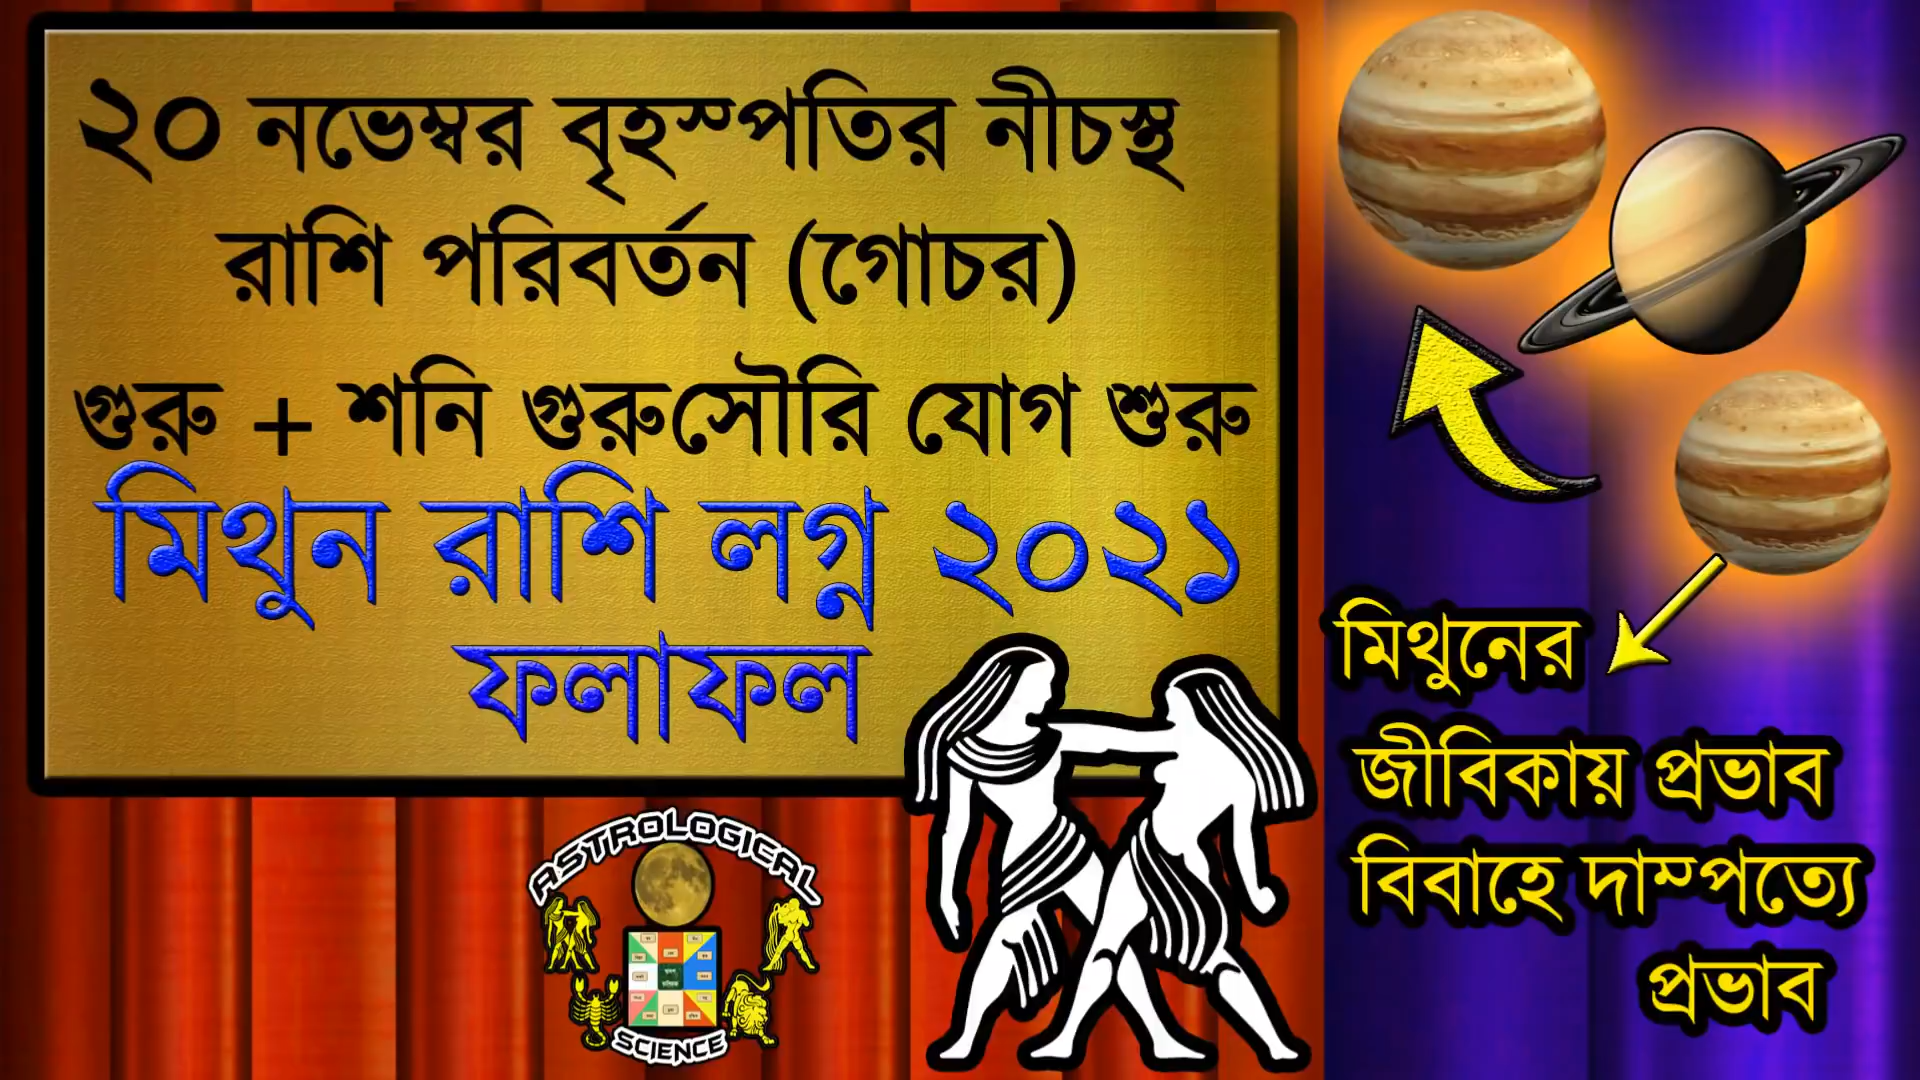 ২০ নভেম্বর বৃহস্পতির নীচস্থ
রাশি পরিবর্তন (গোচর)
গুরু + শনি গুরুসৌরি যোগ শুরু
মিথুন রাশি লগ্ন ২০২১
ফলাফল
মিথুনের
জীবিকায় প্রভাব
বিবাহে দাম্পত্যে
প্রভাব
ASTROLOGICAL
SCIENCE